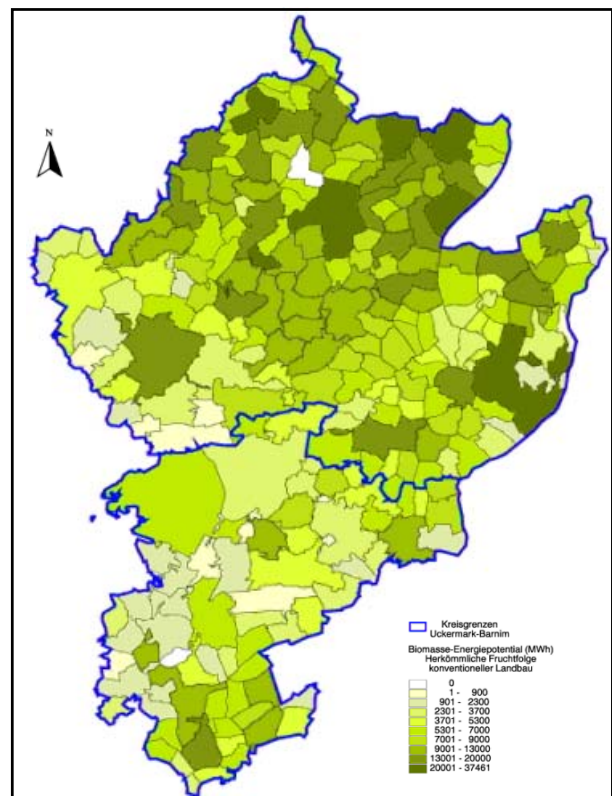 N
Kreisgrenzen
Uckermark-Barnim
Biomasse-Energiepotential (MWh)
Herkömmliche Fruchtfolge
konventioneller Landbau
0
1 - 900
901 - 2300
2301 - 3700
3701 - 5300
5301 - 7000
7001 - 9000
9001 - 13000
13001 - 20000
20001 - 37461